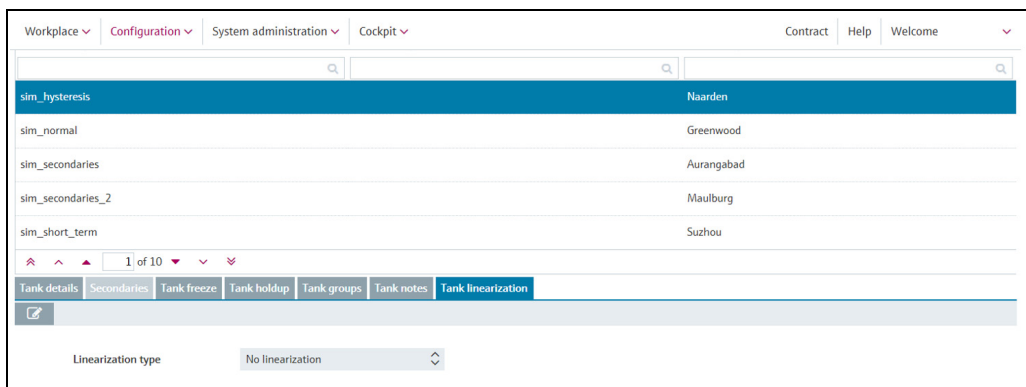 Workplace Configuration System administration Cockpit Contract Help Welcome
sim_hysteresis Naarden
sim_normal Greenwood
sim_secondaries Aurangabad
sim_secondaries_2 Maulburg
sim_short_term Suzhou
1 of 10
Tank details Secondaries Tank freeze Tank holdup Tank groups Tank notes Tank linearization
Linearization type No linearization